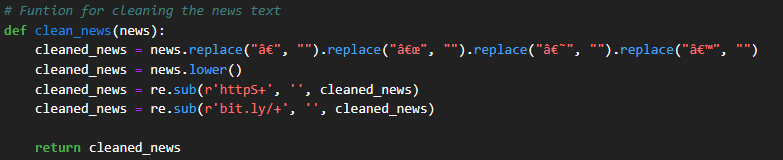 # Funtion for cleaning the news text
def clean_news(news):
    cleaned_news = news.replace("â€", "").replace("â€œ", "").replace("â€˜", "").replace("â€™", "")
    cleaned_news = news.lower()
    cleaned_news = re.sub(r'httpS+', '', cleaned_news)
    cleaned_news = re.sub(r'bit.ly/+', '', cleaned_news)
    return cleaned_news